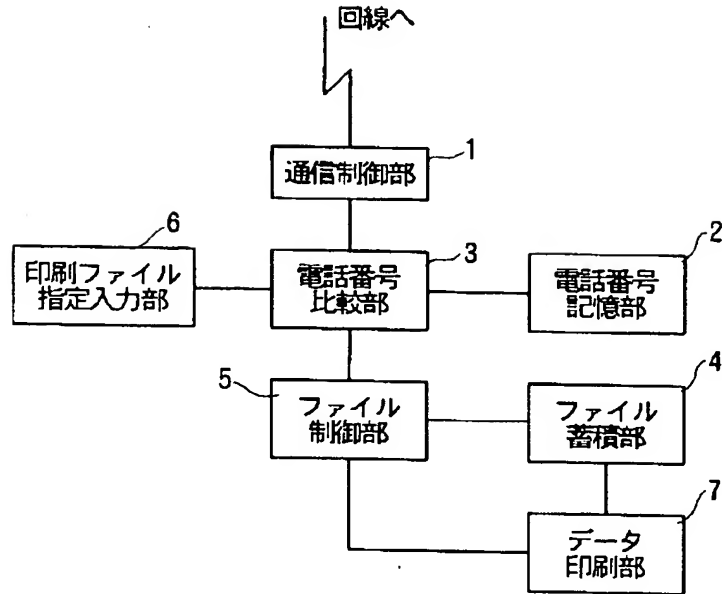 回線へ
1
通信制御部
6
印刷ファイル
指定入力部
3
電話番号
比較部
2
電話番号
記憶部
5
ファイル
制御部
4
ファイル
蓄積部
7
データ
印刷部